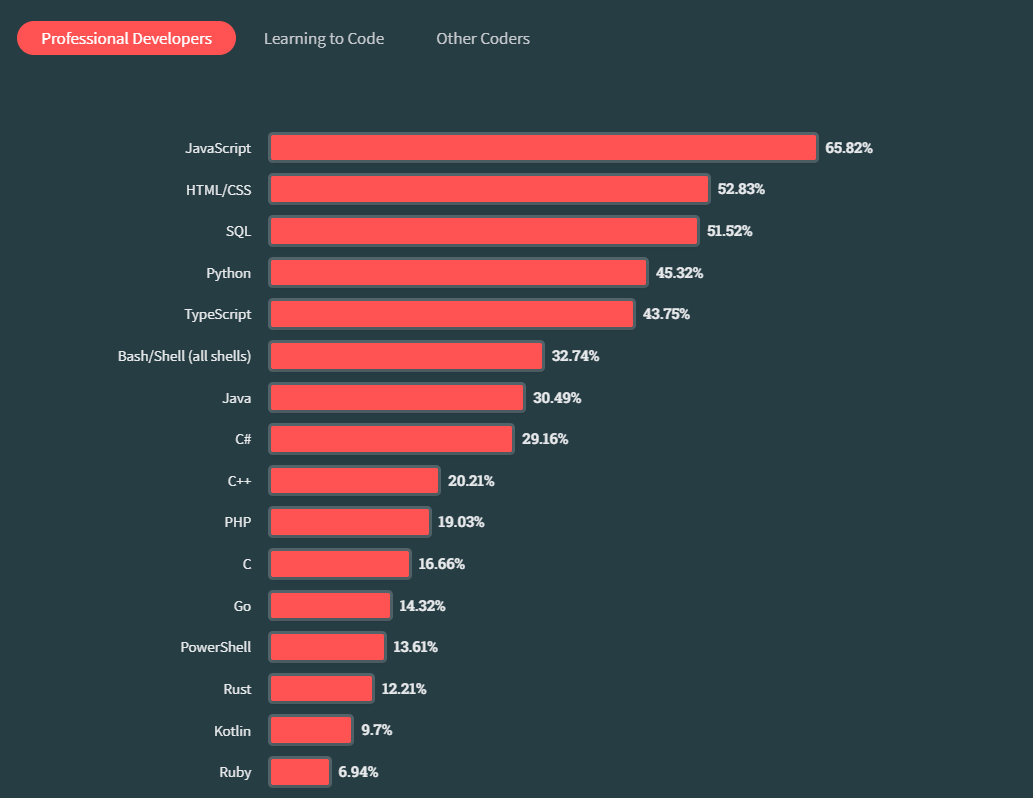 Professional Developers Learning to Code Other Coders
JavaScript 65.82%
HTML/CSS 52.83%
SQL 51.52%
Python 45.32%
TypeScript 43.75%
Bash/Shell (all shells) 32.74%
Java 30.49%
C# 29.16%
C++ 20.21%
PHP 19.03%
C 16.66%
Go 14.32%
PowerShell 13.61%
Rust 12.21%
Kotlin 9.7%
Ruby 6.94%